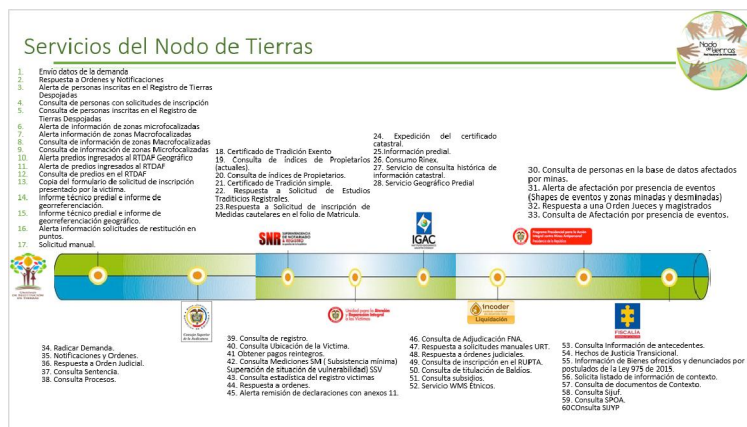 Servicios del Nodo de Tierras
Nodo
de tierras
1. Envío datos de la demanda
2. Respuesta a Ordenes y Notificaciones
3. Alerta de personas inscritas en el Registro de Tierras
Despojadas
4. Consulta de personas con solicitudes de inscripción
5. Consulta de personas inscritas en el Registro de
Tierras Despojadas
6. Alerta de información de zonas microfocalizadas
7. Alerta información de zonas Macrofocalizadas
8. Consulta de información de zonas Macrofocalizadas
9. Consulta de información de zonas Microfocalizadas
10. Alerta predios ingresados al RTDAF Geográfico
11. Alerta de predios ingresados al RTDAF
12. Consulta de predios en el RTDAF
13. Copia del formulario de solicitud de inscripción
presentado por la victima.
14. Informe técnico predial e informe de
georreferenciación.
15. Informe técnico predial e informe de
georreferenciación geográfico.
16. Alerta información solicitudes de restitución en
puntos.
17. Solicitud manual.
18. Certificado de Tradición Exento
19. Consulta de índices de Propietarios
(actuales).
20. Consulta de índices de Propietarios.
21. Certificado de Tradición simple.
22. Respuesta a Solicitud de Estudios
Traditicios Registrales.
23.Respuesta a Solicitud de inscripción de
Medidas cautelares en el folio de Matricula.
24. Expedición del certificado
catastral.
25.Información predial.
26. Consumo Rinex.
27. Servicio de consulta histórica de
información catastral.
28. Servicio Geográfico Predial
30. Consulta de personas en la base de datos afectados
por minas.
31. Alerta de afectación por presencia de eventos
(Shapes de eventos y zonas minadas y desminadas)
32. Respuesta a una Orden Jueces y magistrados
33. Consulta de Afectación por presencia de eventos.
SNR
SUPERINTENDENCIA
DE NOTARIADO
& REGISTRO
IGAC
Incoder
Liquidación
FISCALIA
34. Radicar Demanda.
35. Notificaciones y Ordenes.
36. Respuesta a Orden Judicial.
37. Consulta Sentencia.
38. Consulta Procesos.
39. Consulta de registro.
40. Consulta Ubicación de la Victima.
41 Obtener pagos reintegros.
42. Consulta Mediciones SMI ( Subsistencia mínima)
Superación de situación de vulnerabilidad) SSV
43. Consulta estadística del registro victimas
44. Respuesta a ordenes.
45. Alerta remisión de declaraciones con anexos 11.
46. Consulta de Adjudicación FNA.
47. Respuesta a solicitudes manuales URT.
48. Respuesta a órdenes judiciales.
49. Consulta de inscripción en el RUPTA.
50. Consulta de titulación de Baldíos.
51. Consulta subsidios.
52. Servicio WMS Étnicos.
53. Consulta Información de antecedentes.
54. Hechos de Justicia Transicional.
55. Información de Bienes ofrecidos y denunciados por
postulados de la Ley 975 de 2015.
56. Solicita listado de información de contexto.
57. Consulta de documentos de Contexto.
58. Consulta Sijuf.
59. Consulta SPOA.
60COnsulta SIJYP